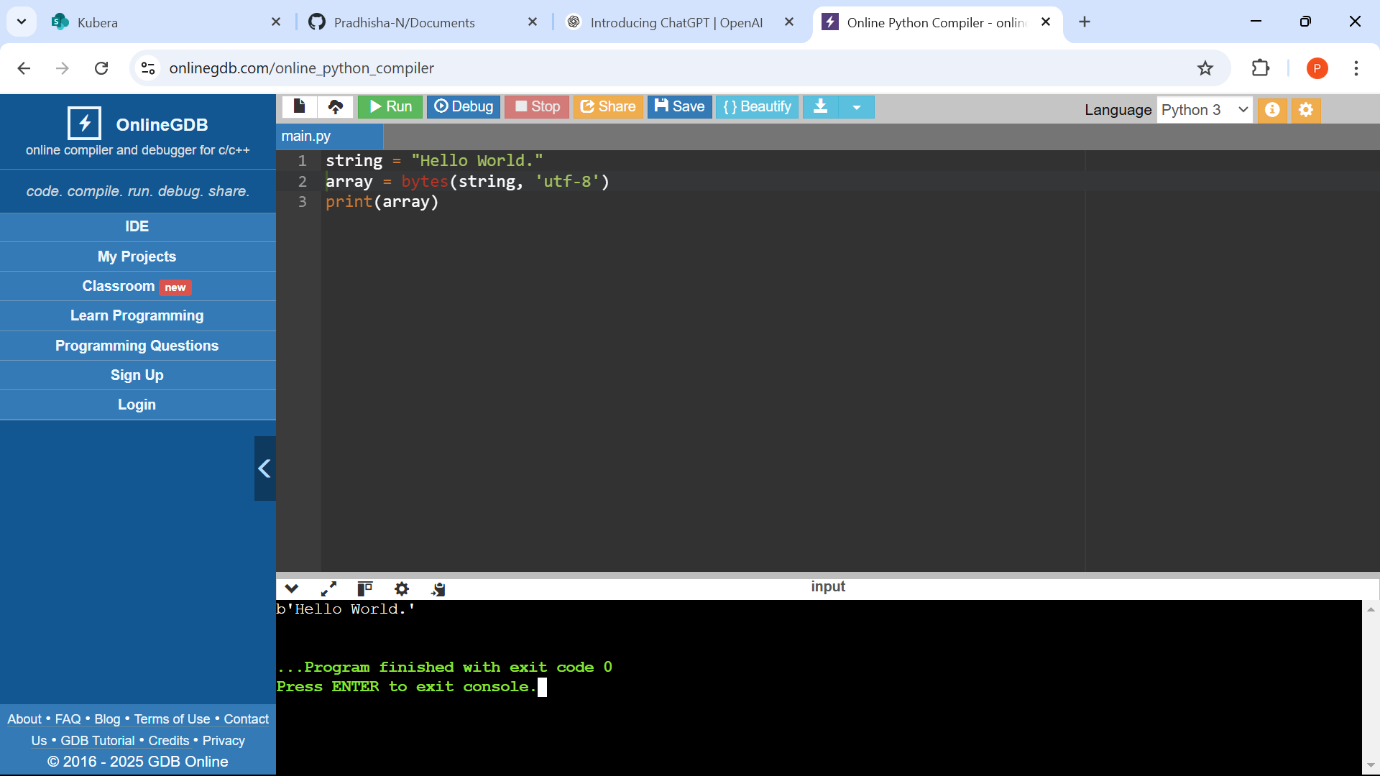 Kubera
Pradhisha-N/Documents
Introducing ChatGPT | OpenAI
Online Python Compiler - onlin
onlinegdb.com/online_python_compiler
P
OnlineGDB
online compiler and debugger for c/c++
code. compile. run. debug. share.
IDE
My Projects
Classroom new
Learn Programming
Programming Questions
Sign Up
Login
About • FAQ • Blog • Terms of Use • Contact
Us • GDB Tutorial • Credits • Privacy
© 2016 - 2025 GDB Online
Run Debug Stop Share Save { } Beautify
Language Python 3
main.py
1 string = "Hello World."
2 array = bytes(string, 'utf-8')
3 print(array)
input
b'Hello World.'
...Program finished with exit code 0
Press ENTER to exit console.